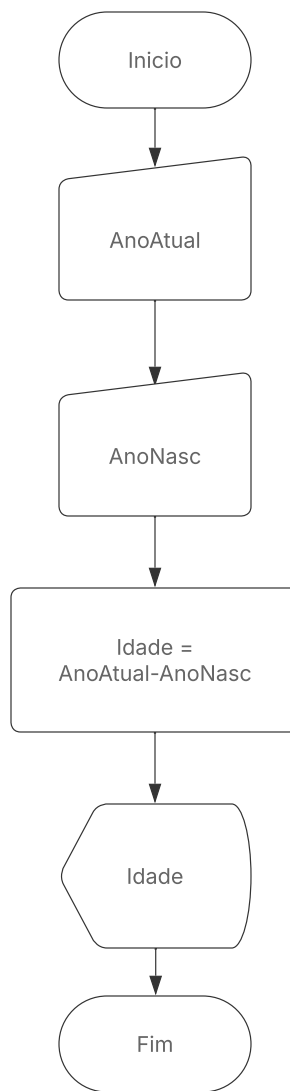 Inicio
AnoAtual
AnoNasc
Idade =
AnoAtual-AnoNasc
Idade
Fim